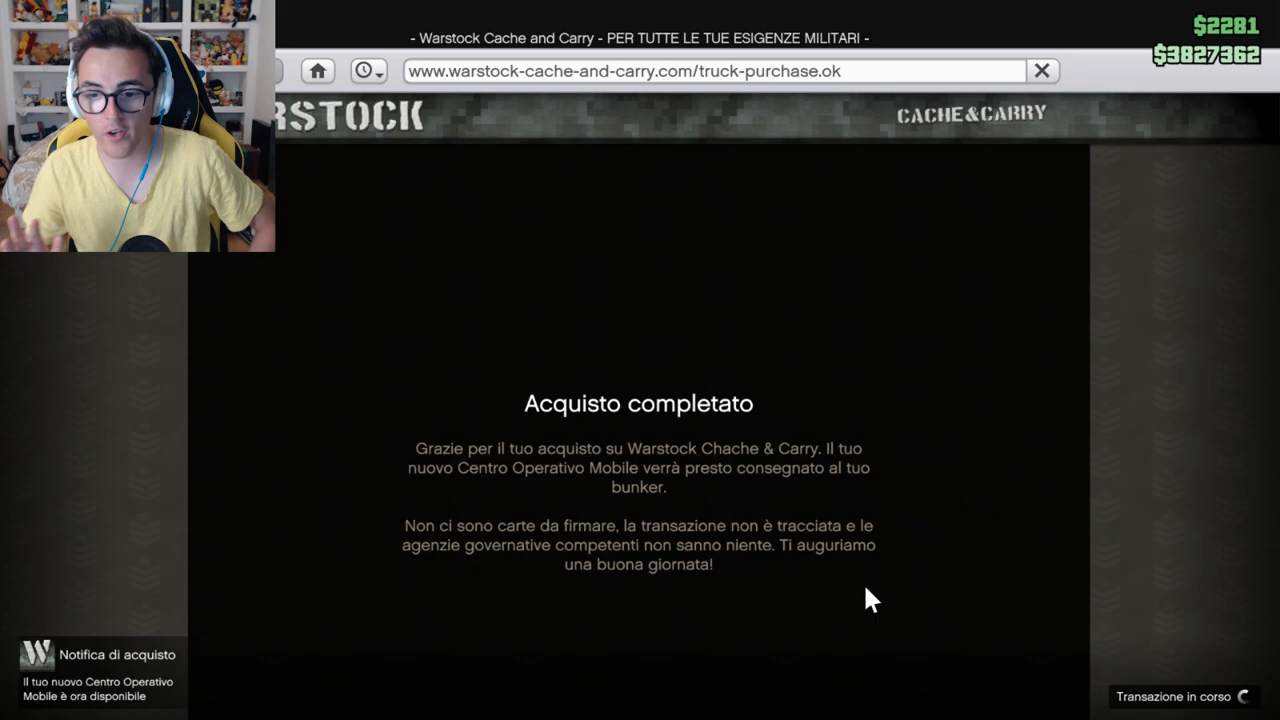 - Warstock Cache and Carry - PER TUTTE LE TUE ESIGENZE MILITARI -
$2281
$3827362
www.warstock-cache-and-carry.com/truck-purchase.ok
RSTOCK
CACHE&CARRY
Acquisto completato
Grazie per il tuo acquisto su Warstock Chache & Carry. Il tuo
nuovo Centro Operativo Mobile verrà presto consegnato al tuo
bunker.
Non ci sono carte da firmare, la transazione non è tracciata e le
agenzie governative competenti non sanno niente. Ti auguriamo
una buona giornata!
W
Notifica di acquisto
Il tuo nuovo Centro Operativo
Mobile è ora disponibile
Transazione in corso